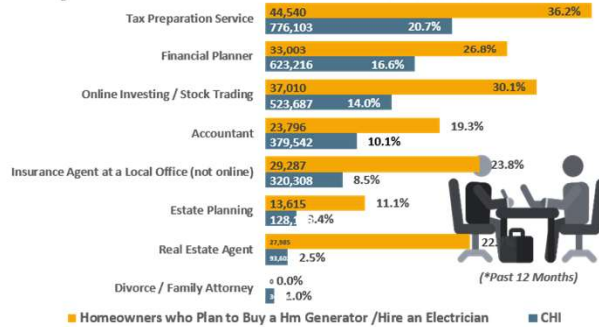 Tax Preparation Service 44,540 36.2%
776,103 20.7%
Financial Planner 33,003 26.8%
623,216 16.6%
Online Investing / Stock Trading 37,010 30.1%
523,687 14.0%
Accountant 23,796 19.3%
379,542 10.1%
Insurance Agent at a Local Office (not online) 29,287 23.8%
320,308 8.5%
Estate Planning 13,615 11.1%
Real Estate Agent 27,985
2.5%
Divorce / Family Attorney 0 0.0%
(*Past 12 Months)
Homeowners who Plan to Buy a Hm Generator /Hire an Electrician CHI